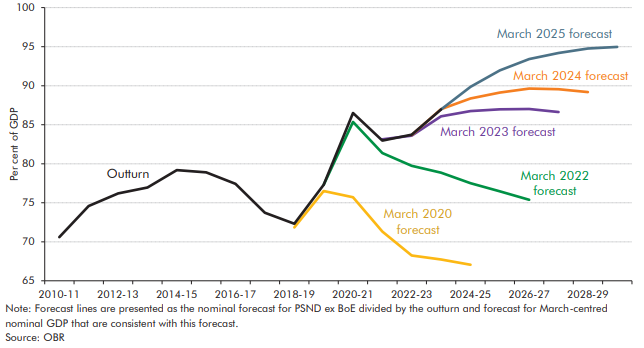 100
95
90
85
80
75
70
65
Percent of GDP
March 2025 forecast
March 2024 forecast
March 2023 forecast
Outturn
March 2022
forecast
March 2020
forecast
2010-11 2012-13 2014-15 2016-17 2018-19 2020-21 2022-23 2024-25 2026-27 2028-29
Note: Forecast lines are presented as the nominal forecast for PSND ex BoE divided by the outturn and forecast for March-centred
nominal GDP that are consistent with this forecast.
Source: OBR